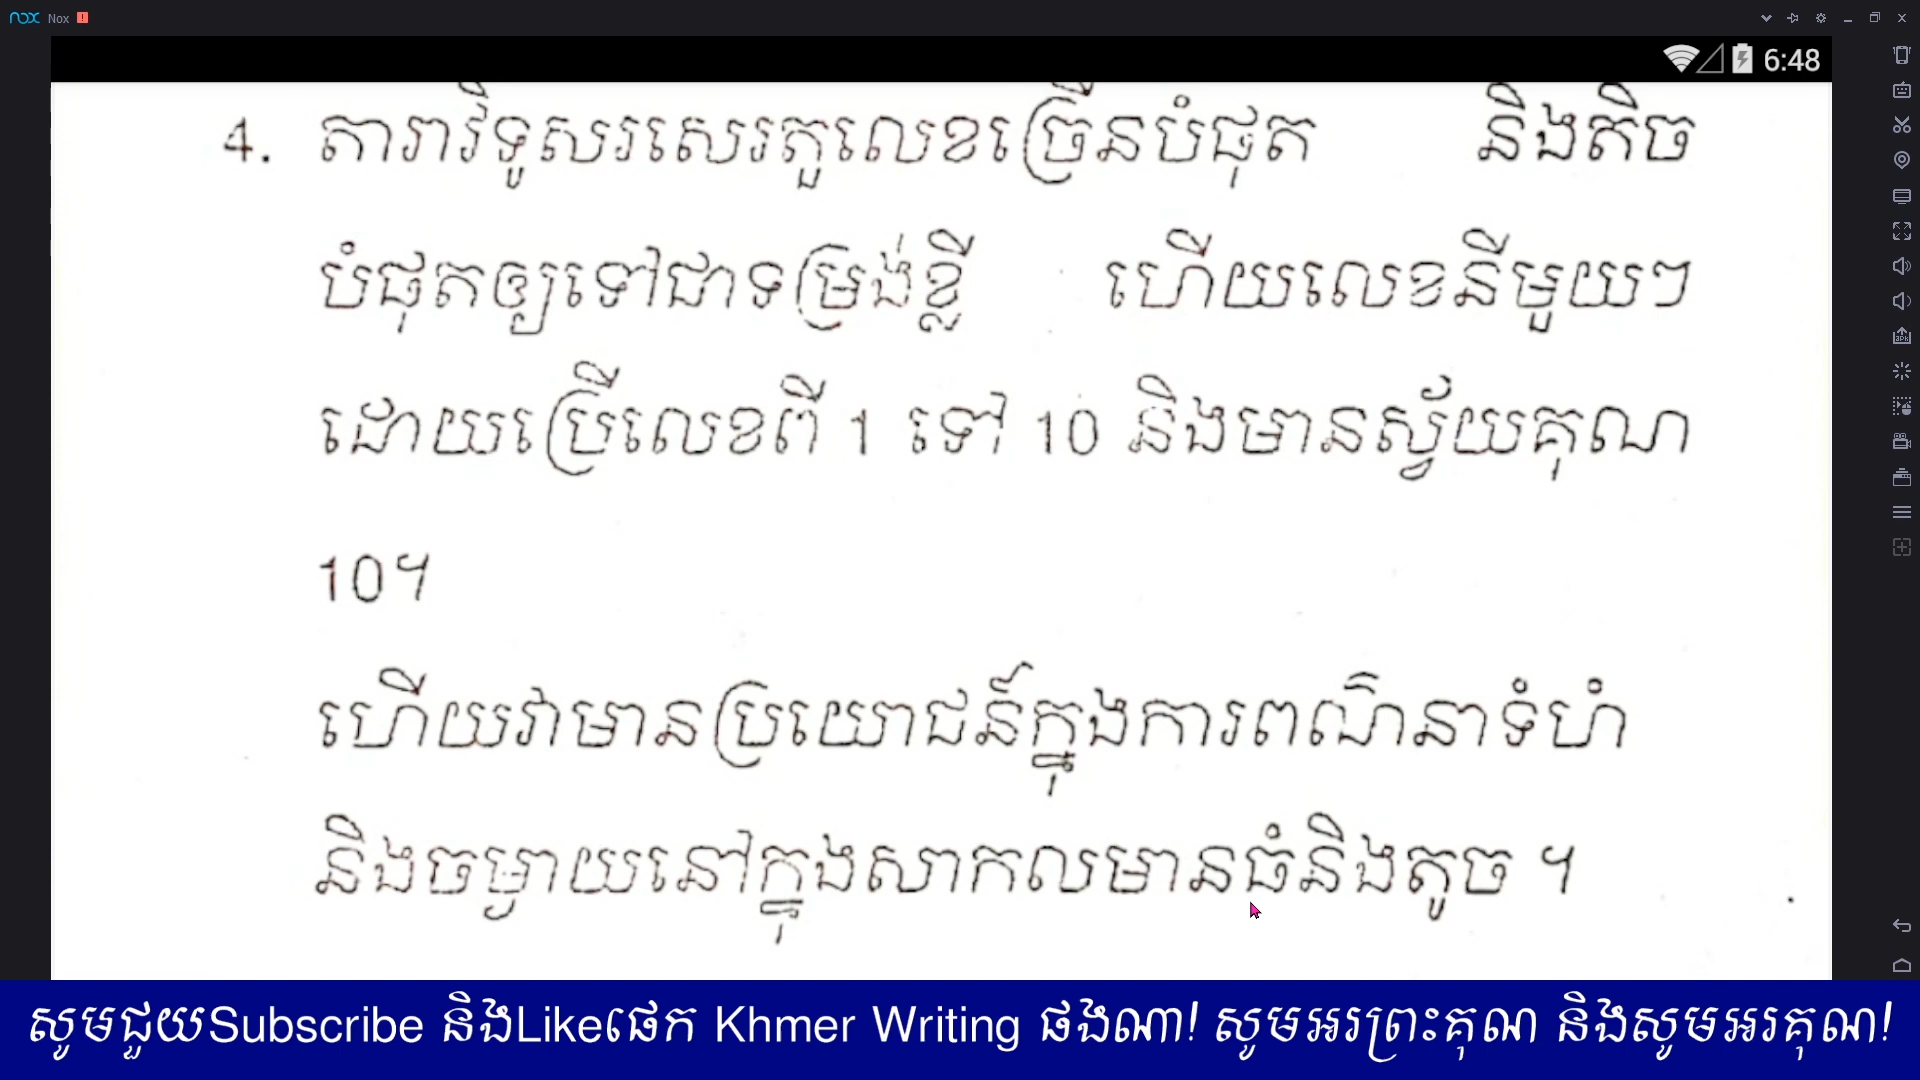 Nox
6:48
4. តារាវិទូសរសេរតួលេខច្រើនបំផុត និងតិច
បំផុតឲ្យទៅជាទម្រង់ខ្លី ហើយលេខនីមួយៗ
ដោយប្រើលេខពី 1 ទៅ 10 និងមានស្វ័យគុណ
10។
ហើយវាមានប្រយោជន៍ក្នុងការពណ៌នាទំហំ
និងចម្ងាយនៅក្នុងសាកលមានធំនិងតូច ។
សូមជួយSubscribe និងLikeផេក Khmer Writing ផងណា! សូមអរព្រះគុណ និងសូមអរគុណ!